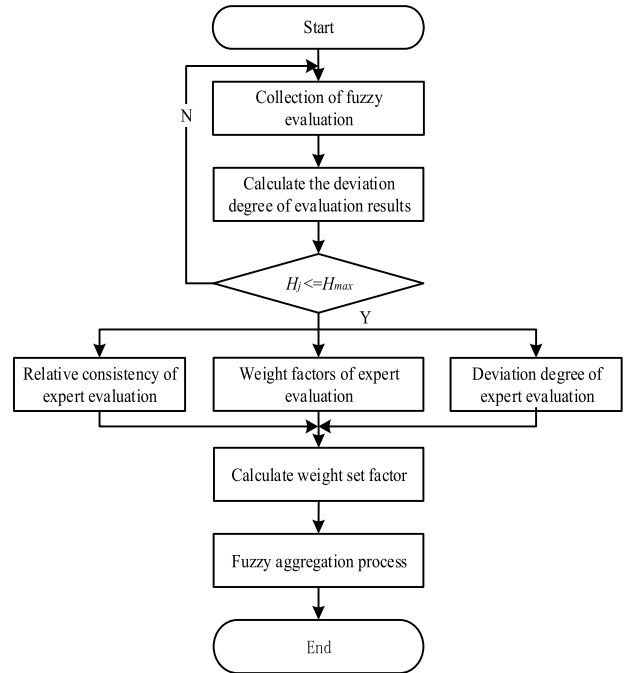 Start
Collection of fuzzy
evaluation
N
Calculate the deviation
degree of evaluation results
Hj <=Hmax
Y
Relative consistency of
expert evaluation
Weight factors of expert
evaluation
Deviation degree of
expert evaluation
Calculate weight set factor
Fuzzy aggregation process
End